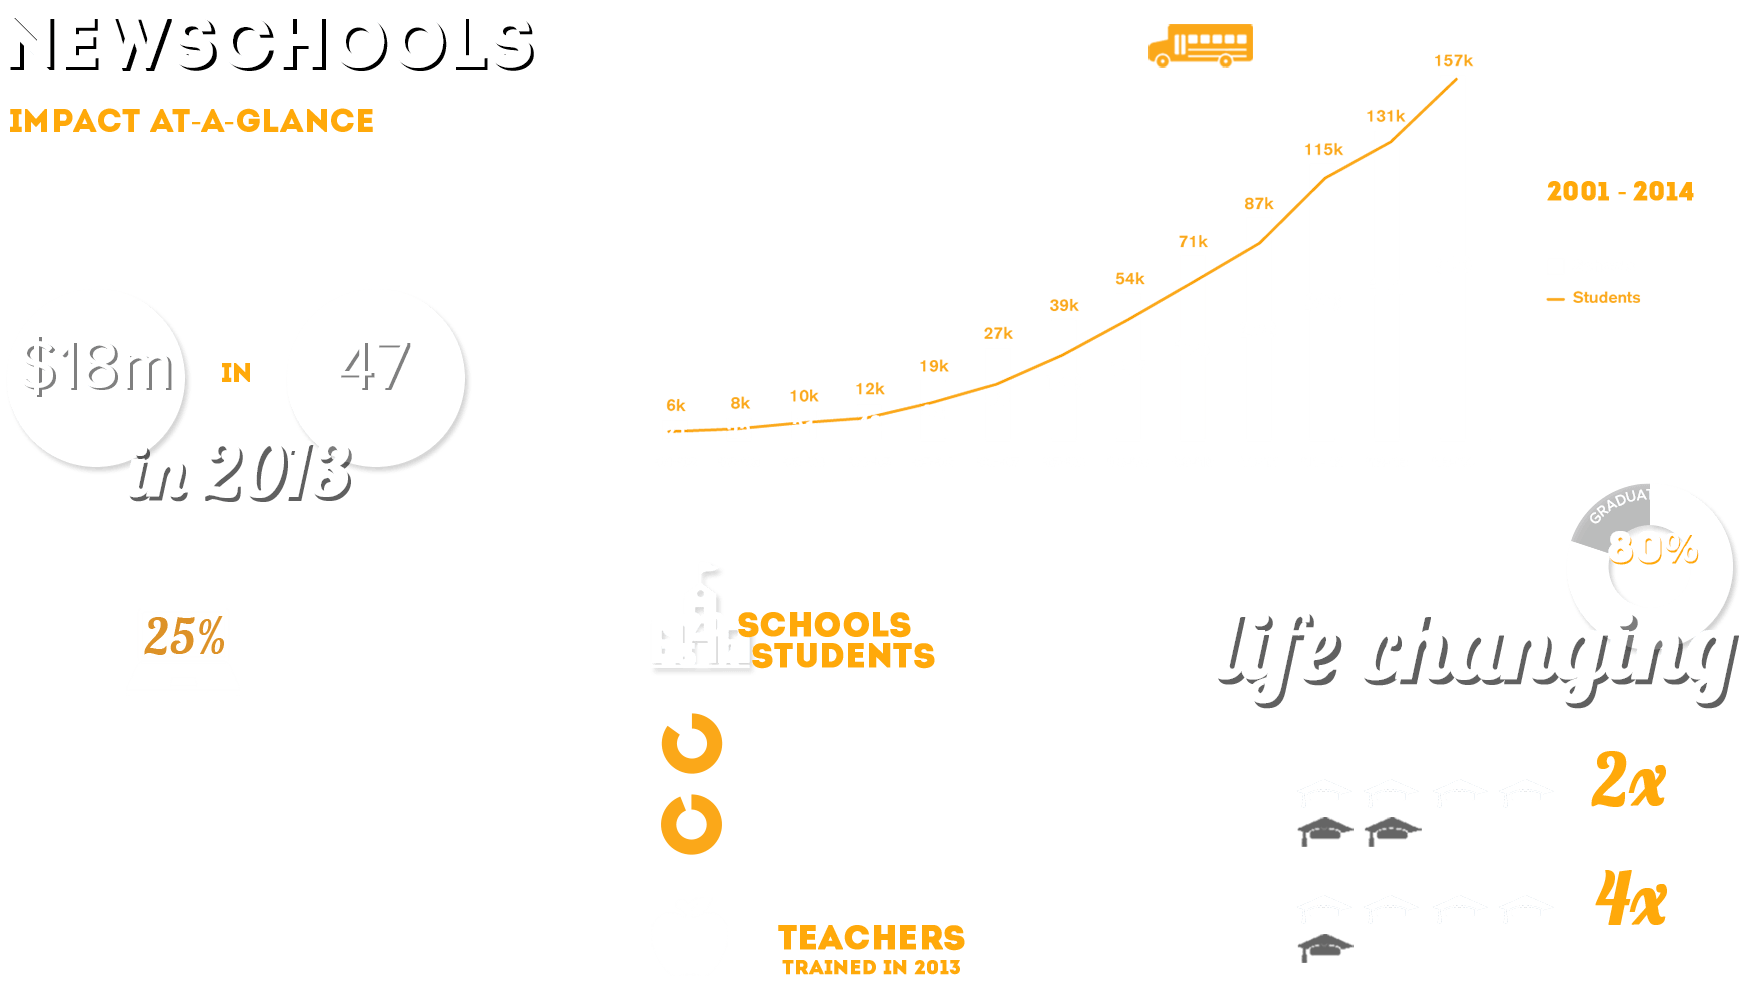 NEWSCHOOLS
IMPACT AT-A-GLANCE
157k
131k
115k
2001 - 2014
87k
71k
54k
Students
39k
27k
19k
12k
10k
8k
6k
$18m
IN
47
in 2013
80%
25%
SCHOOLS
STUDENTS
life changing
2x
4x
TEACHERS
TRAINED IN 2013